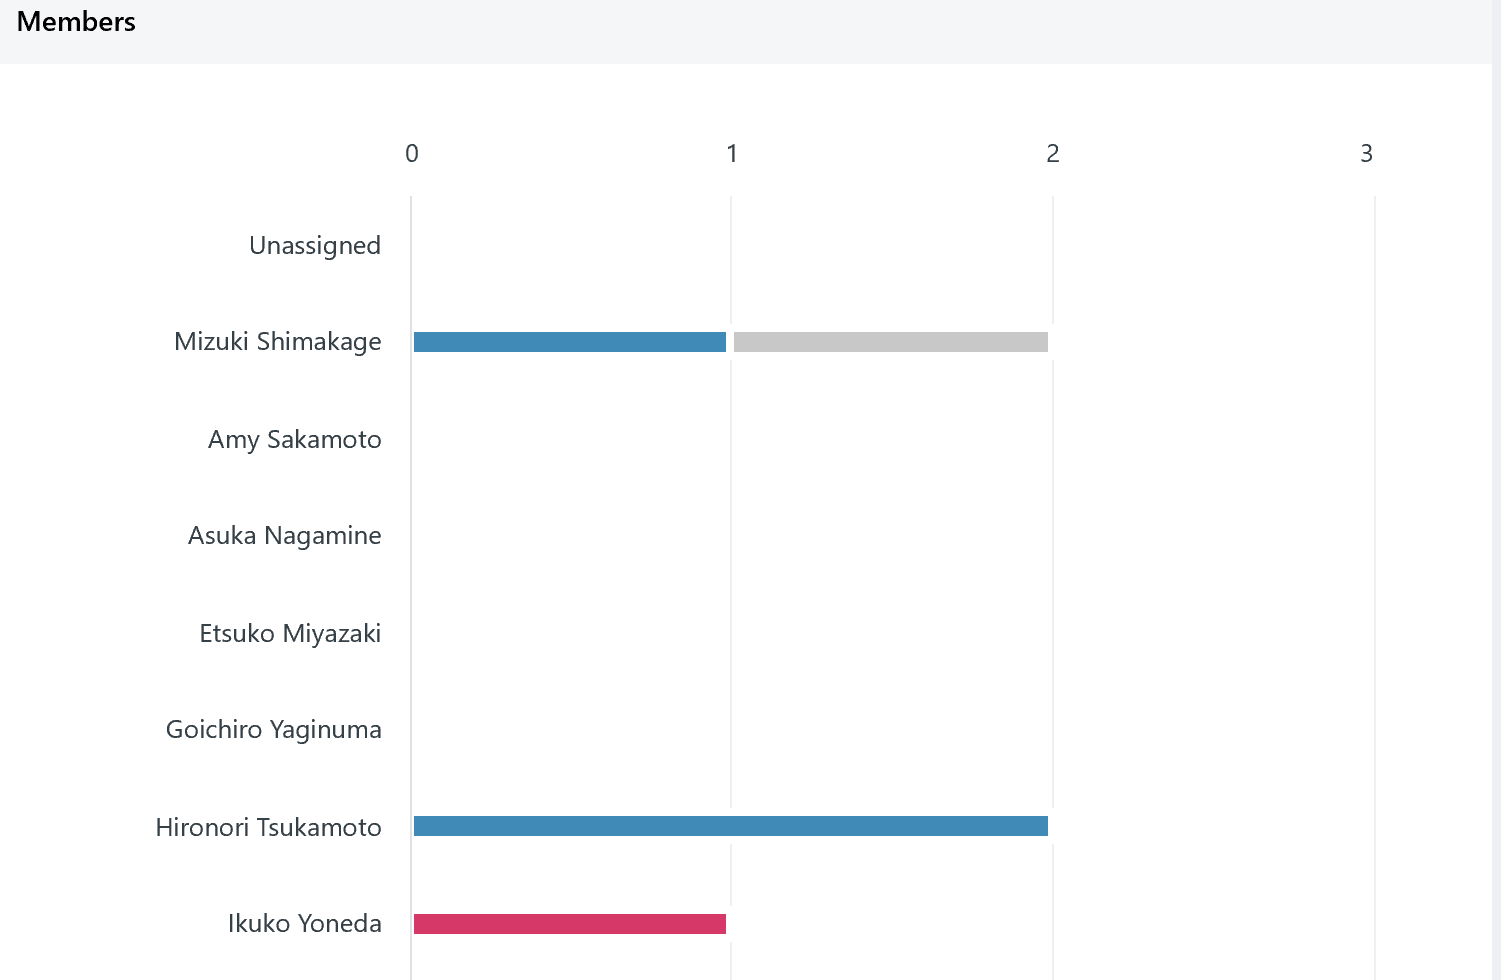 Members
0 1 2 3
Unassigned
Mizuki Shimakage
Amy Sakamoto
Asuka Nagamine
Etsuko Miyazaki
Goichiro Yaginuma
Hironori Tsukamoto
Ikuko Yoneda